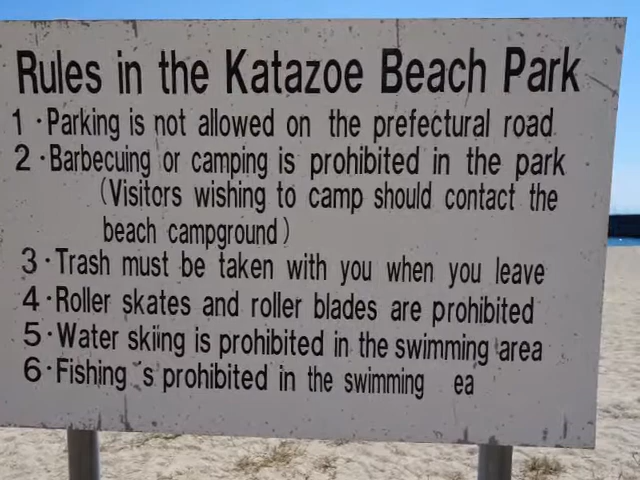 Rules in the Katazoe Beach Park
1・Parking is not allowed on the prefectural road
2・Barbecuing or camping is prohibited in the park
(Visitors wishing to camp should contact the
beach campground)
3・Trash must be taken with you when you leave
4・Roller skates and roller blades are prohibited
5・Water skiing is prohibited in the swimming area
6・Fishing s prohibited in the swimming ea